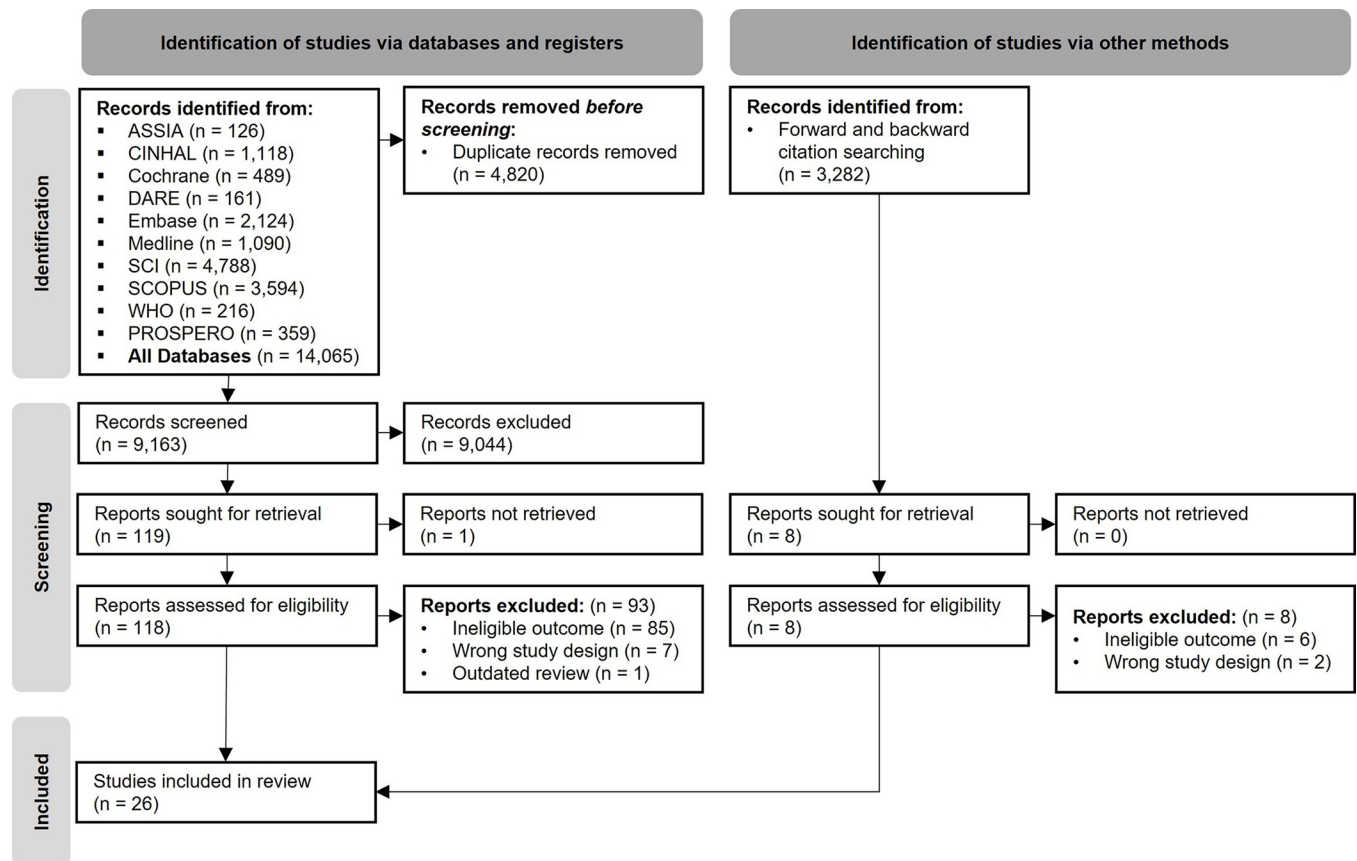 Identification of studies via databases and registers
Identification of studies via other methods
Identification
Records identified from:
▪ ASSIA (n = 126)
▪ CINHAL (n = 1,118)
▪ Cochrane (n = 489)
▪ DARE (n = 161)
▪ Embase (n = 2,124)
▪ Medline (n = 1,090)
▪ SCI (n = 4,788)
▪ SCOPUS (n = 3,594)
▪ WHO (n = 216)
▪ PROSPERO (n = 359)
▪ All Databases (n = 14,065)
Records removed before
screening:
• Duplicate records removed
(n = 4,820)
Records identified from:
• Forward and backward
citation searching
(n = 3,282)
Screening
Records screened
(n = 9,163)
Records excluded
(n = 9,044)
Reports sought for retrieval
(n = 119)
Reports not retrieved
(n = 1)
Reports sought for retrieval
(n = 8)
Reports not retrieved
(n = 0)
Reports assessed for eligibility
(n = 118)
Reports excluded: (n = 93)
• Ineligible outcome (n = 85)
• Wrong study design (n = 7)
• Outdated review (n = 1)
Reports assessed for eligibility
(n = 8)
Reports excluded: (n = 8)
• Ineligible outcome (n = 6)
• Wrong study design (n = 2)
Included
Studies included in review
(n = 26)